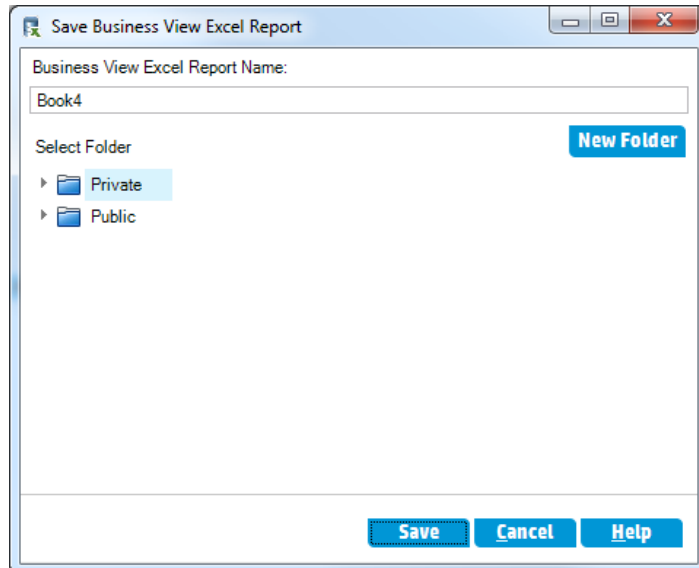 Save Business View Excel Report
Business View Excel Report Name:
Book4
Select Folder
New Folder
Private
Public
Save Cancel Help